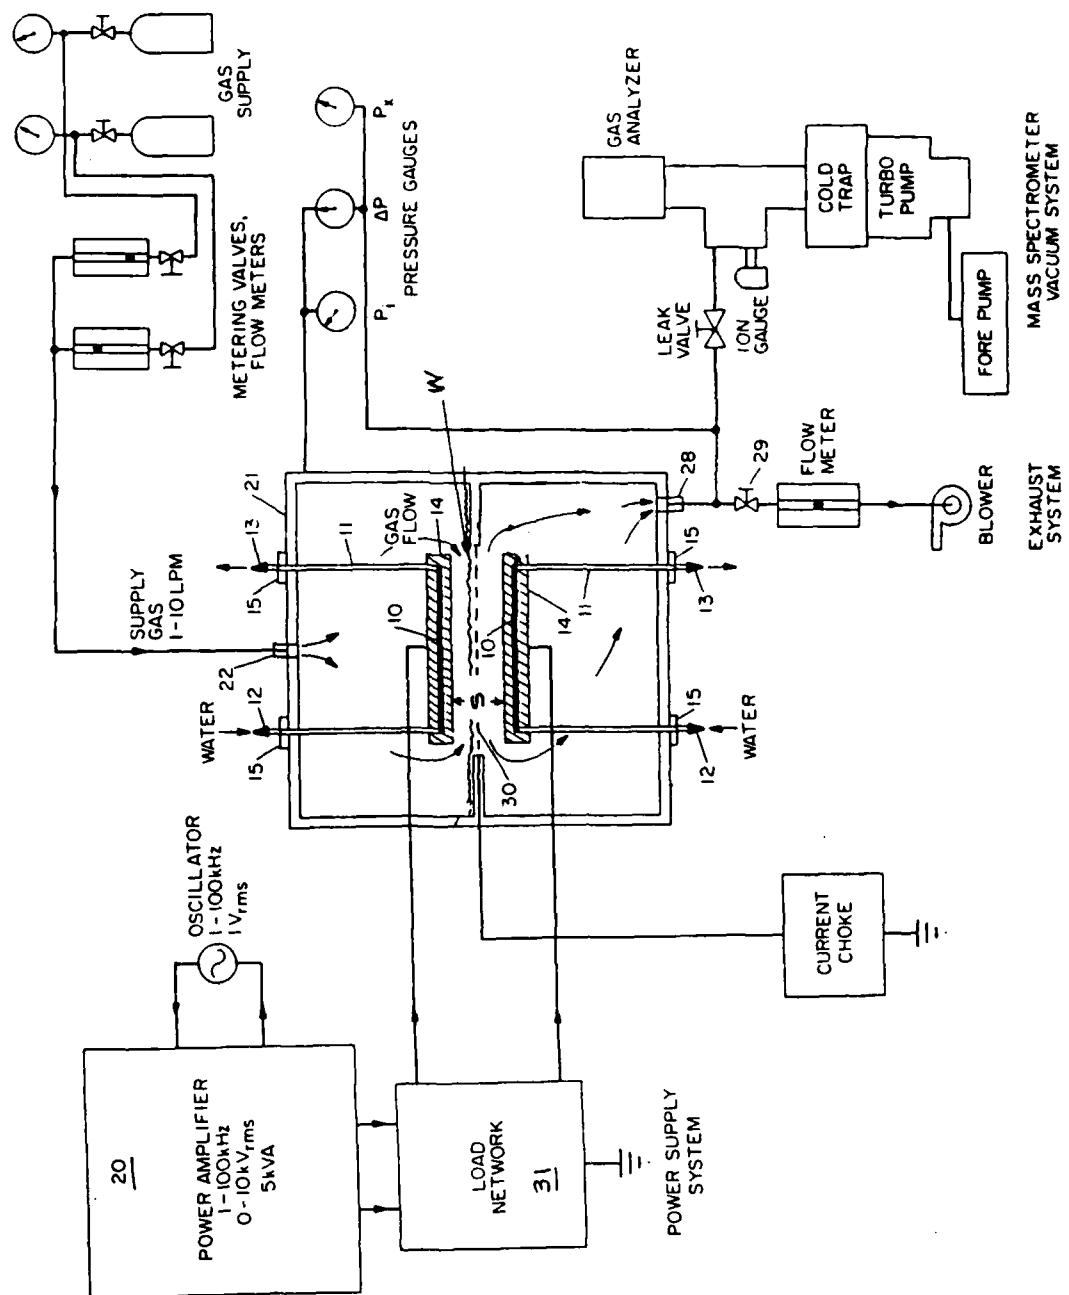 GAS
SUPPLY
METERING VALVES,
FLOW METERS
Pi
ΔP
Px
PRESSURE GAUGES
GAS
ANALYZER
COLD
TRAP
TURBO
PUMP
FORE PUMP
MASS SPECTROMETER
VACUUM SYSTEM
LEAK
VALVE
ION
GAUGE
SUPPLY
GAS
1-10 LPM
WATER
15
12
22
15
13
21
11
GAS
FLOW
14
W
10
S
30
10
14
11
28
29
FLOW
METER
BLOWER
EXHAUST
SYSTEM
15
12
WATER
15
13
OSCILLATOR
1-100kHz
1Vrms
20
POWER AMPLIFIER
1-100kHz
0-10kVrms
5kVA
LOAD
NETWORK
31
POWER SUPPLY
SYSTEM
CURRENT
CHOKE